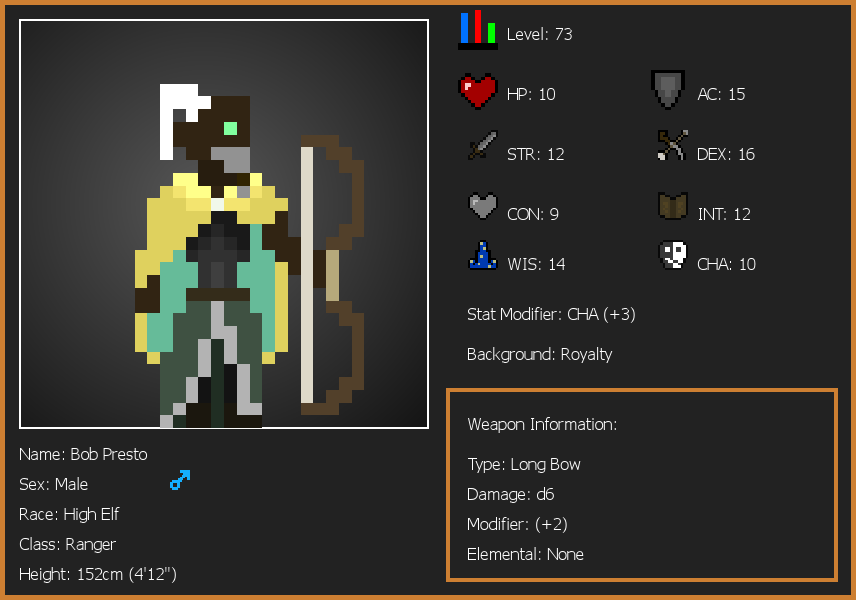 Level: 73
HP: 10
AC: 15
STR: 12
DEX: 16
CON: 9
INT: 12
WIS: 14
CHA: 10
Stat Modifier: CHA (+3)
Background: Royalty
Weapon Information:
Type: Long Bow
Damage: d6
Modifier: (+2)
Elemental: None
Name: Bob Presto
Sex: Male
Race: High Elf
Class: Ranger
Height: 152cm (4'12")